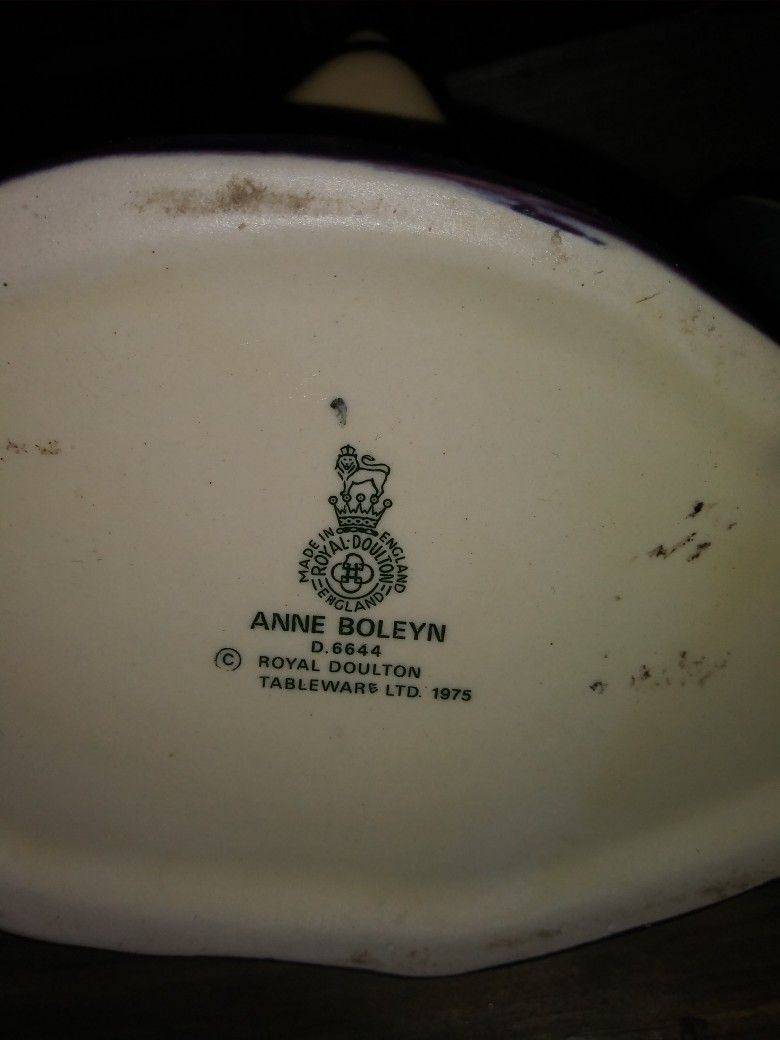 MADE IN ENGLAND
ROYAL·DOULTON
ENGLAND
ANNE BOLEYN
D.6644
© ROYAL DOULTON
TABLEWARE LTD. 1975